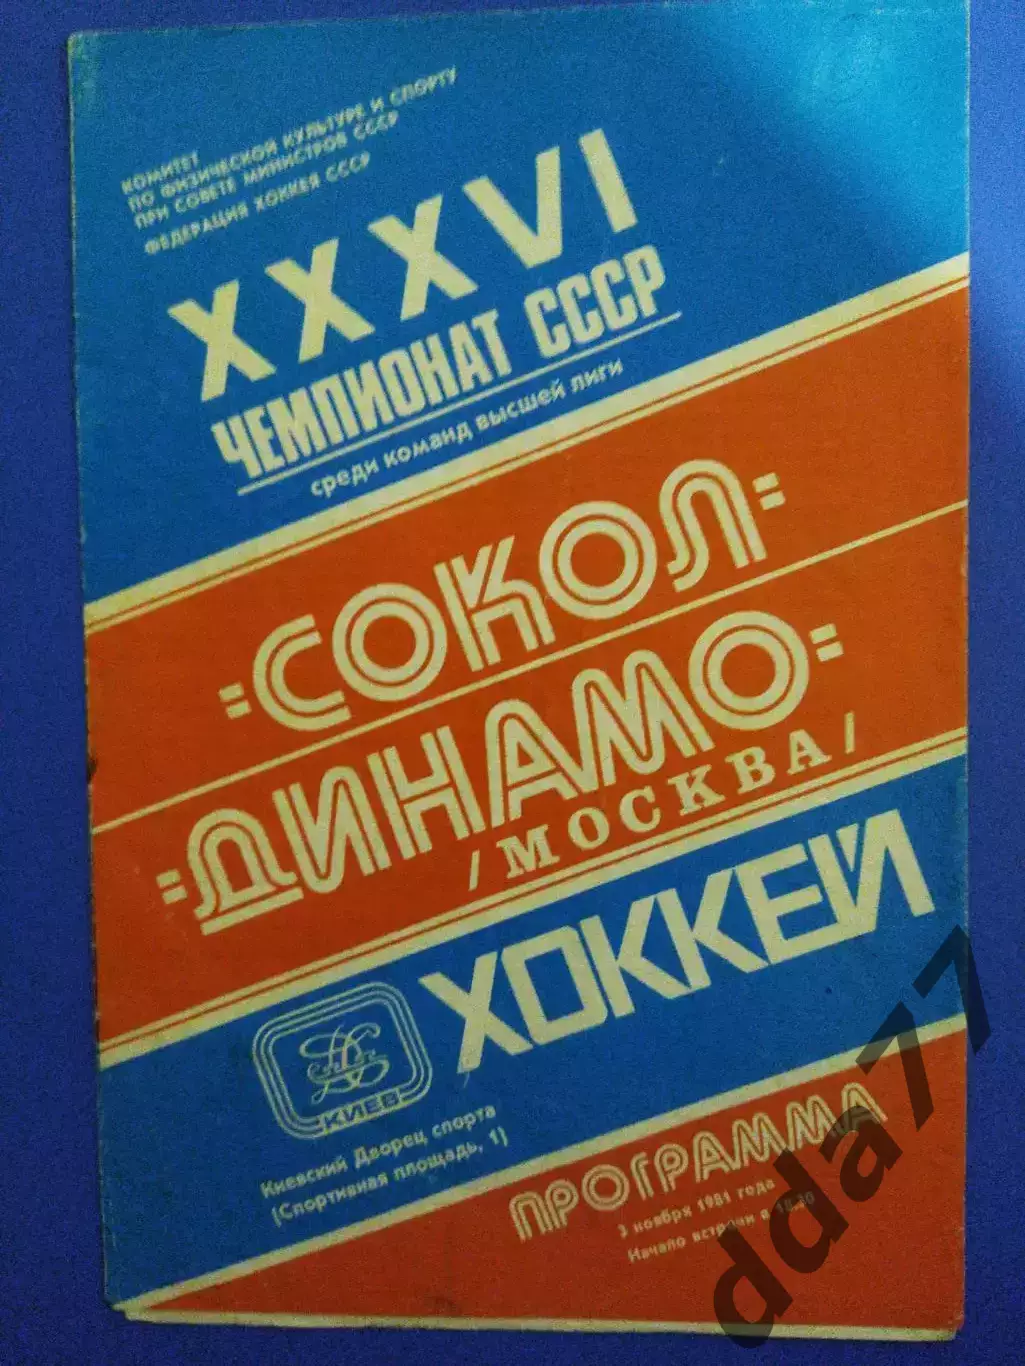 КОМИТЕТ
ПО ФИЗИЧЕСКОЙ КУЛЬТУРЕ И СПОРТУ
ПРИ СОВЕТЕ МИНИСТРОВ СССР
ФЕДЕРАЦИЯ ХОККЕЯ СССР
XXXVI
ЧЕМПИОНАТ СССР
среди команд высшей лиги
"СОКОЛ"
"ДИНАМО"
/МОСКВА/
ХОККЕЙ
КИЕВ
Киевский Дворец спорта
(Спортивная площадь, 1)
ПРОГРАММА
3 ноября 1981 года
Начало встречи в
dda77